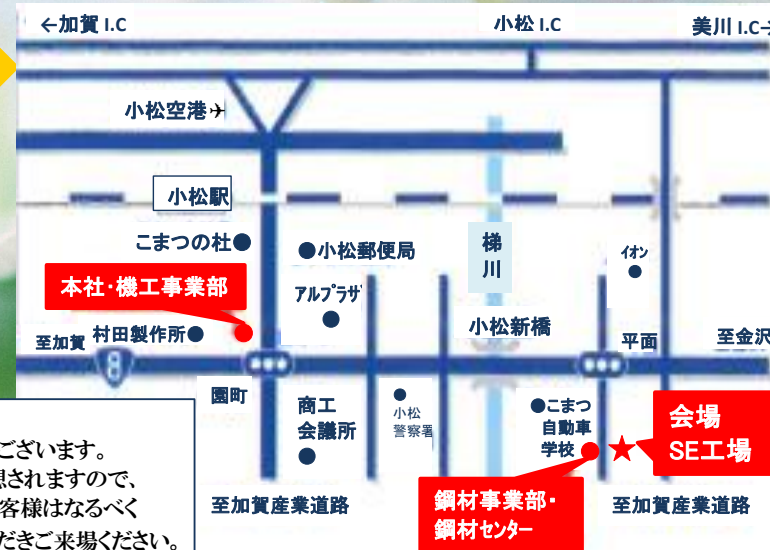 ←加賀 I.C
小松 I.C
美川 I.C→
小松空港✈
小松駅
こまつの杜●
●小松郵便局
梯川
イオン
●
本社・機工事業部
アルプラザ
●
小松新橋
至加賀
村田製作所●
8
平面
至金沢
園町
商工
会議所
●
●
小松
警察署
●こまつ
自動車
学校
会場
SE工場
★
鋼材事業部・
鋼材センター
至加賀産業道路
至加賀産業道路
ございます。
想されますので、
客様はなるべく
だきご来場ください。